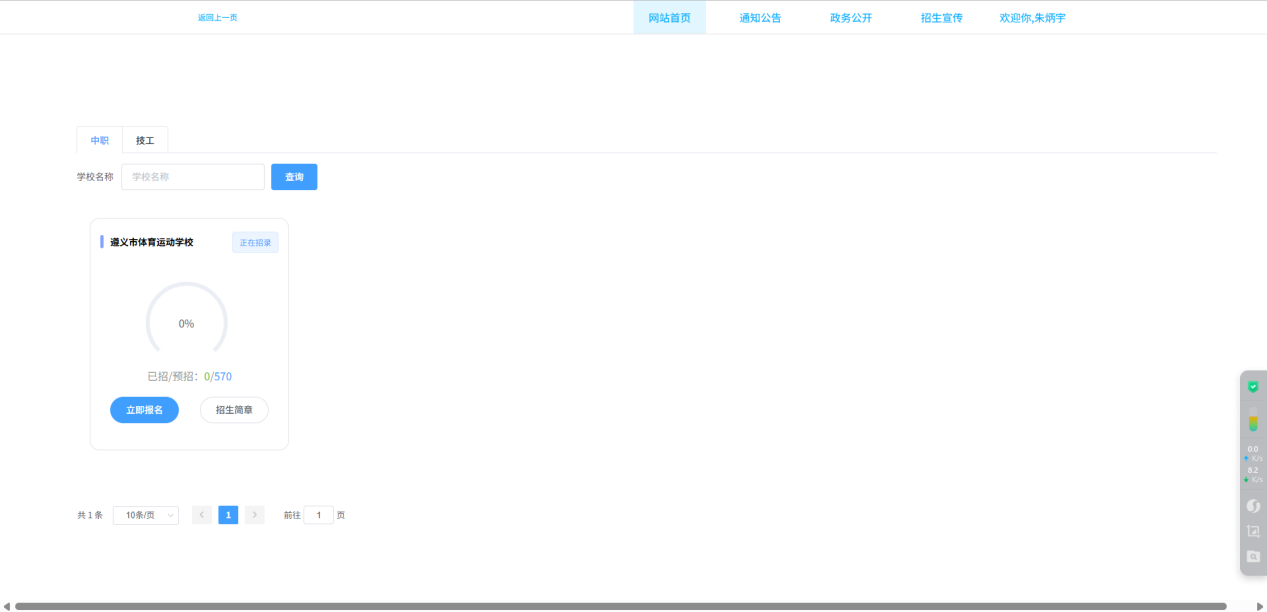 返回上一页 网站首页 通知公告 政务公开 招生宣传 欢迎你,朱炳宇
中职 技工
学校名称 学校名称 查询
遵义市体育运动学校 正在招录
0%
已招/预招：0/570
立即报名 招生简章
共 1 条 10条/页 1 前往 1 页
0.0
K/s
8.2
K/s